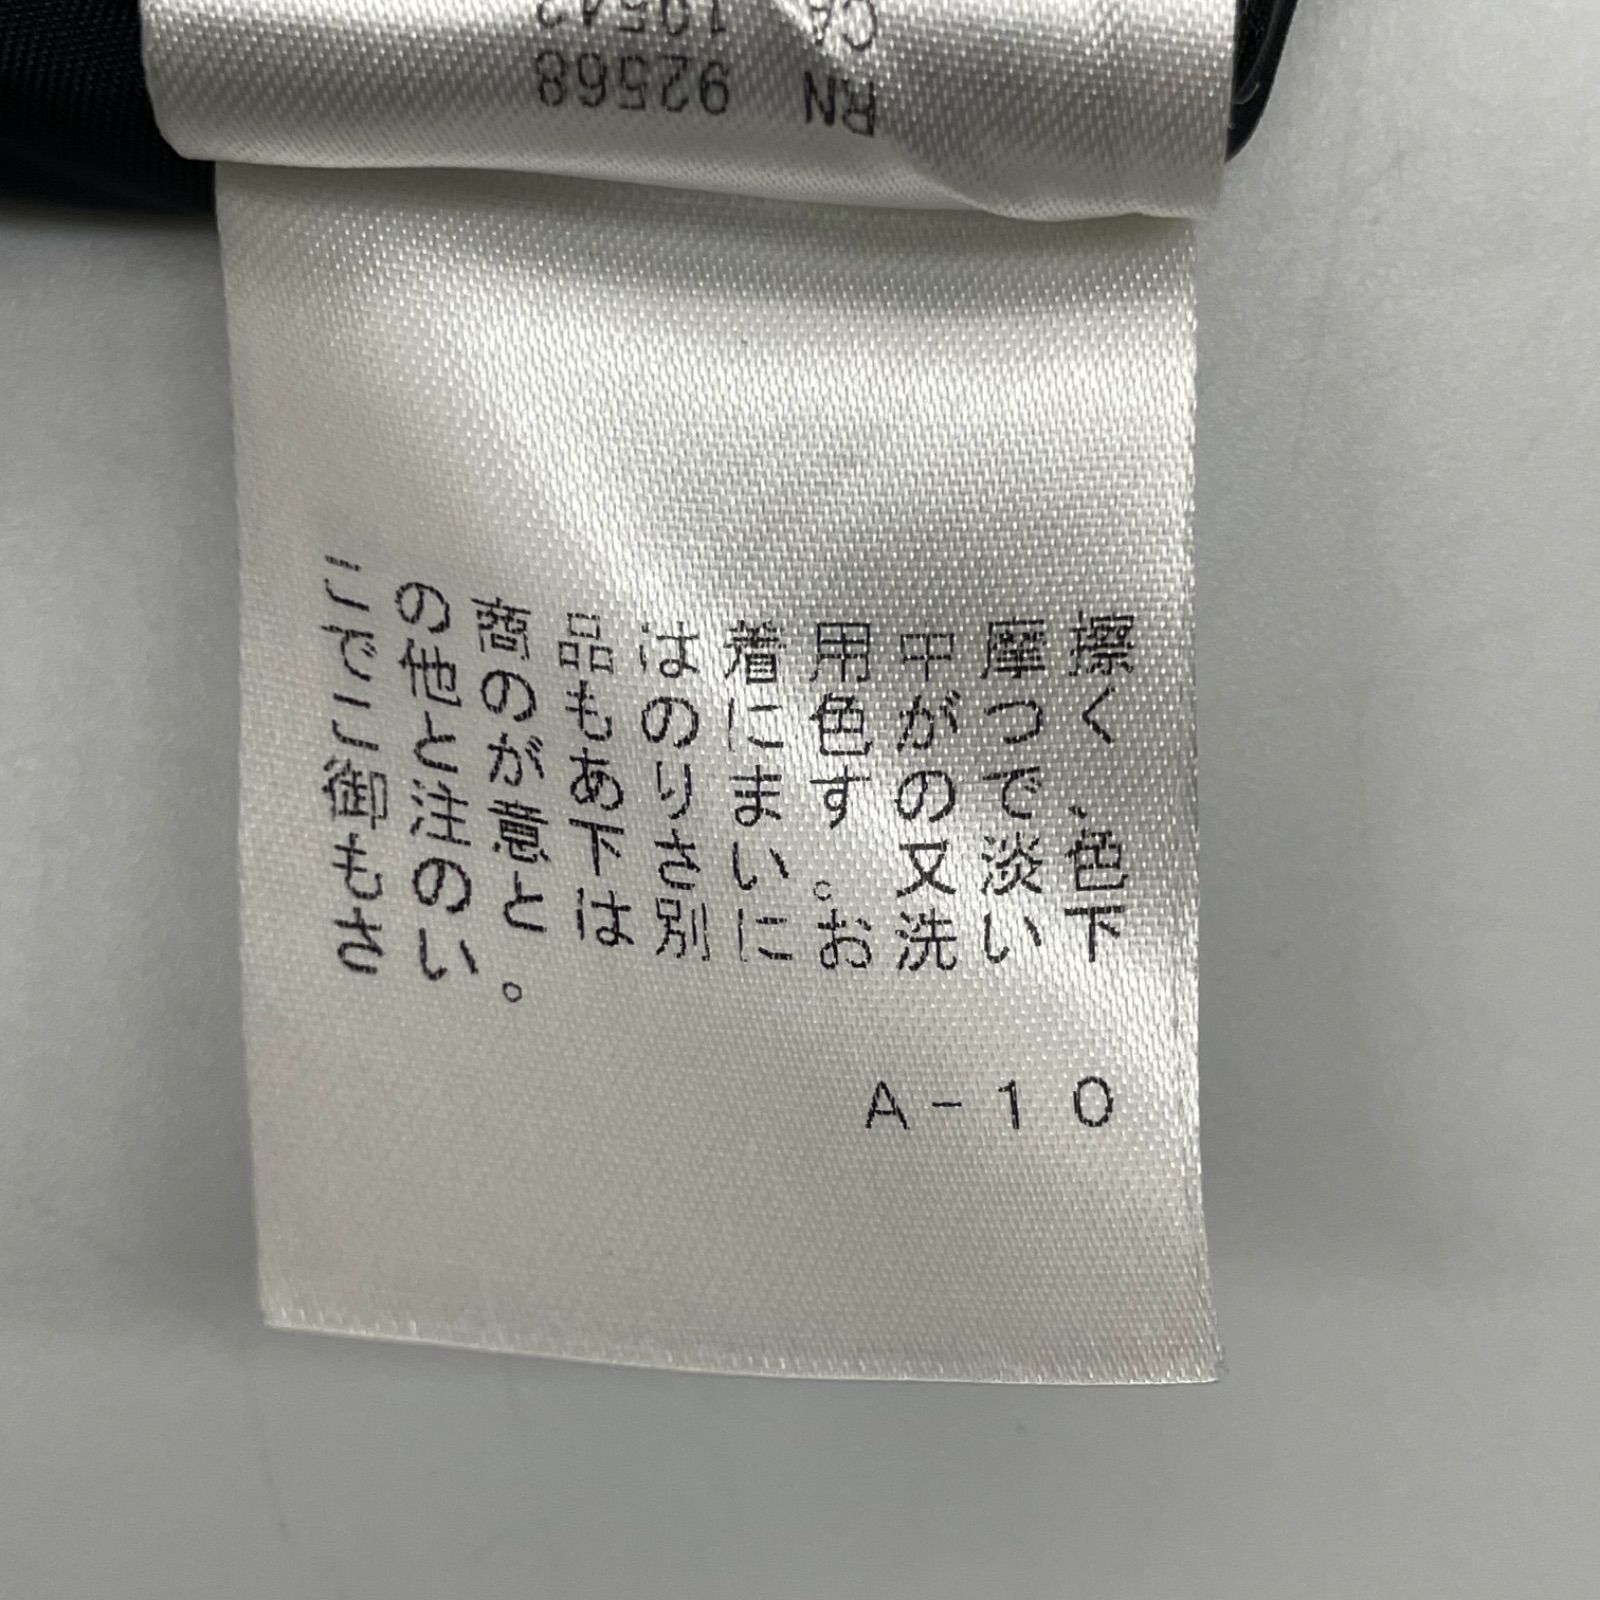 RN 92568
CA
この商品は着用中摩擦
で他のものに色がつく
ことがありますので、
御注意下さい。又淡色
ものとは別にお洗い下
さい。
A-10